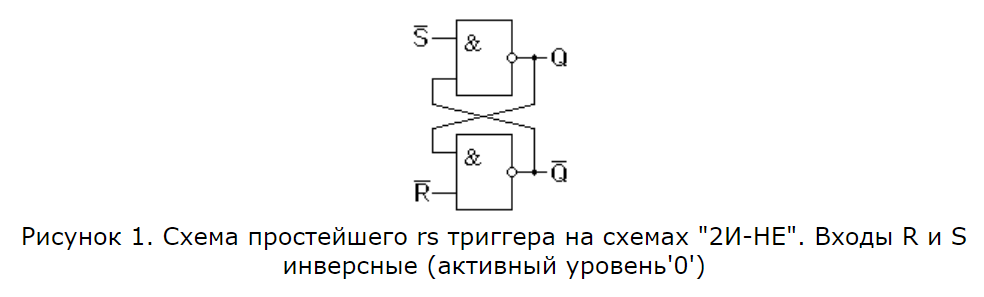 S̅
&
Q
&
Q̅
R̅
Рисунок 1. Схема простейшего rs триггера на схемах "2И-НЕ". Входы R и S
инверсные (активный уровень'0')